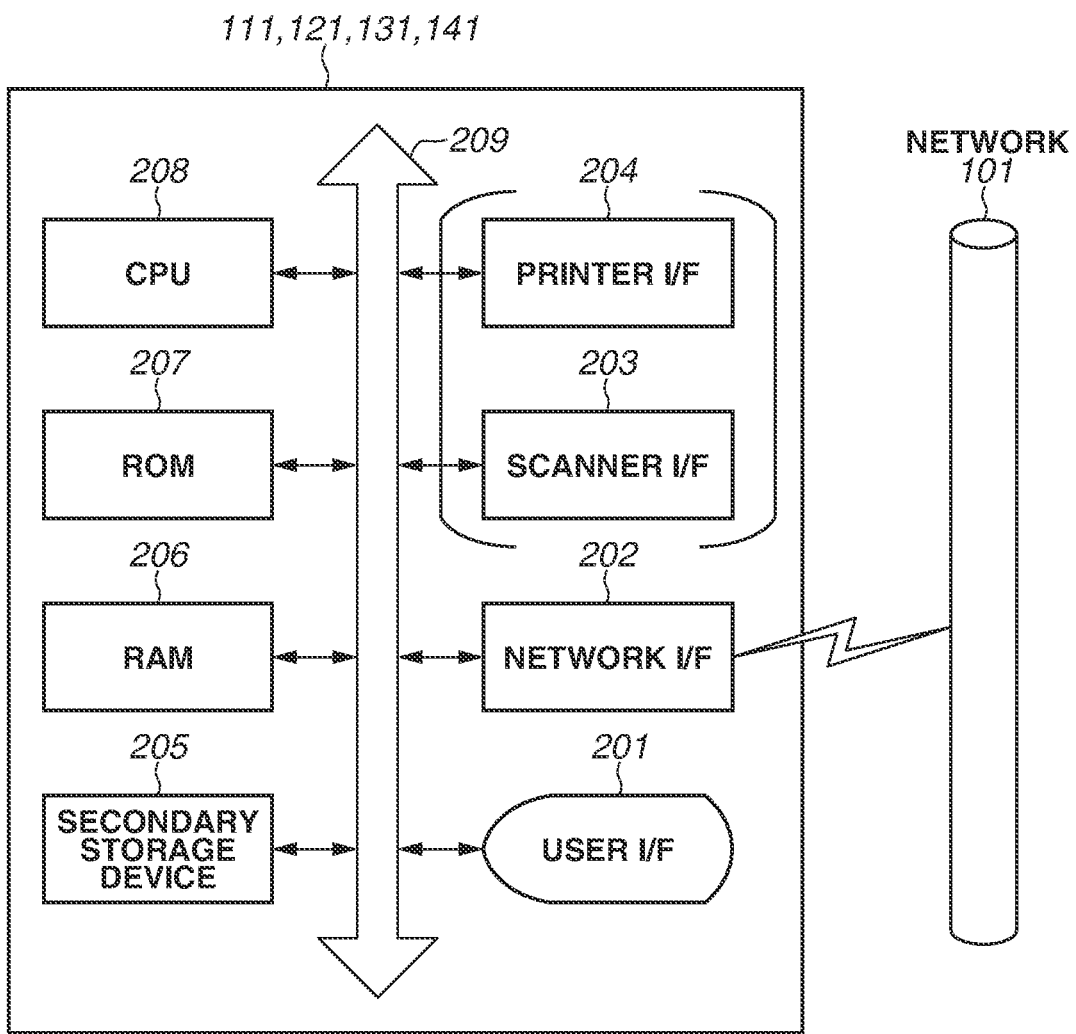 111,121,131,141
209
NETWORK
101
208
CPU
204
PRINTER I/F
207
ROM
203
SCANNER I/F
206
RAM
202
NETWORK I/F
205
SECONDARY
STORAGE
DEVICE
201
USER I/F